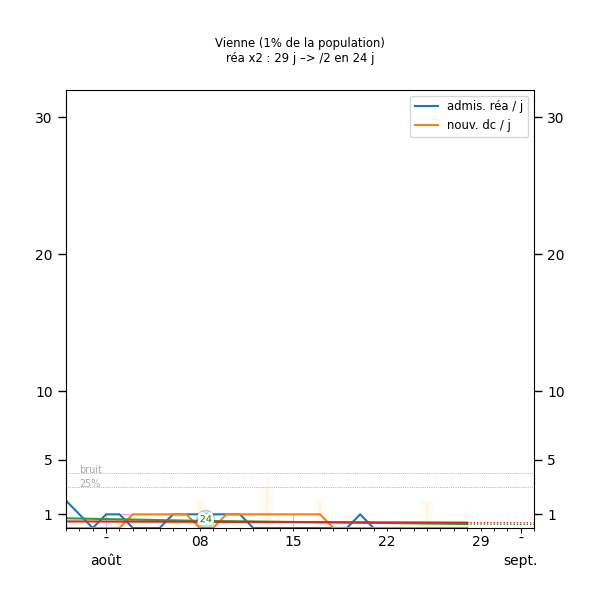 Vienne (1% de la population)
réa x2 : 29 j –> /2 en 24 j
admis. réa / j
nouv. dc / j
30 30
20 20
10 10
5 5
bruit
25%
1 1
24
- 08 15 22 29 -
août sept.